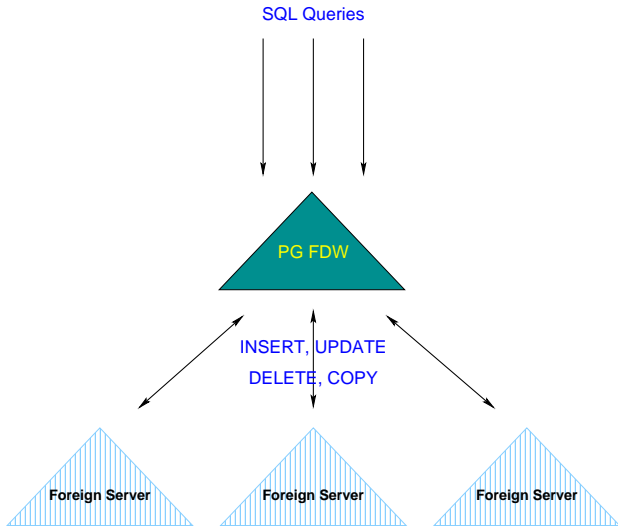 SQL Queries
PG FDW
INSERT, UPDATE
DELETE, COPY
Foreign Server
Foreign Server
Foreign Server